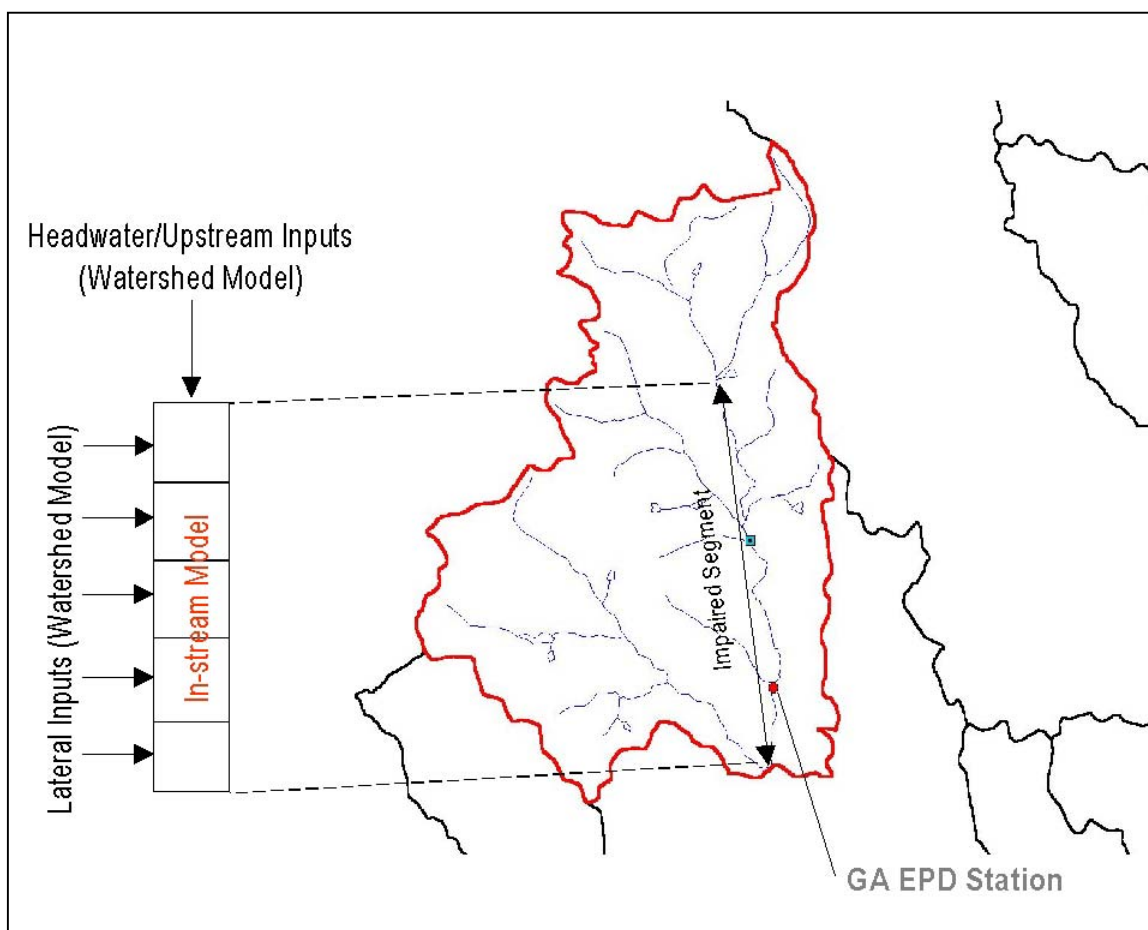 Headwater/Upstream Inputs
(Watershed Model)
Lateral Inputs (Watershed Model)
In-stream Model
Impaired Segment
GA EPD Station